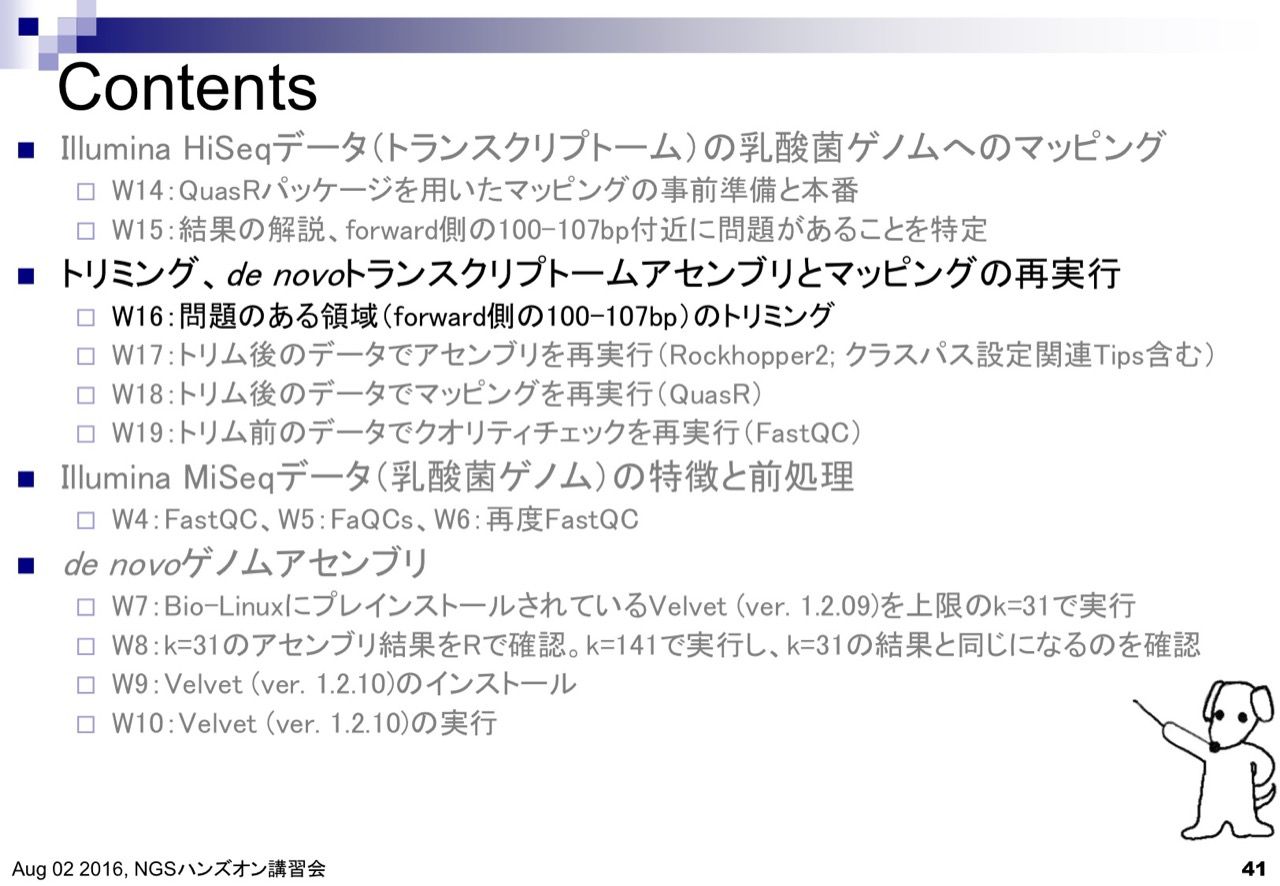 Contents
Illumina HiSeqデータ（トランスクリプトーム）の乳酸菌ゲノムへのマッピング
W14：QuasRパッケージを用いたマッピングの事前準備と本番
W15：結果の解説、forward側の100-107bp付近に問題があることを特定
トリミング、de novoトランスクリプトームアセンブリとマッピングの再実行
W16：問題のある領域（forward側の100-107bp）のトリミング
W17：トリム後のデータでアセンブリを再実行（Rockhopper2; クラスパス設定関連Tips含む）
W18：トリム後のデータでマッピングを再実行（QuasR）
W19：トリム前のデータでクオリティチェックを再実行（FastQC）
Illumina MiSeqデータ（乳酸菌ゲノム）の特徴と前処理
W4：FastQC、W5：FaQCs、W6：再度FastQC
de novoゲノムアセンブリ
W7：Bio-LinuxにプレインストールされているVelvet (ver. 1.2.09)を上限のk=31で実行
W8：k=31のアセンブリ結果をRで確認。k=141で実行し、k=31の結果と同じになるのを確認
W9：Velvet (ver. 1.2.10)のインストール
W10：Velvet (ver. 1.2.10)の実行
Aug 02 2016, NGSハンズオン講習会
41